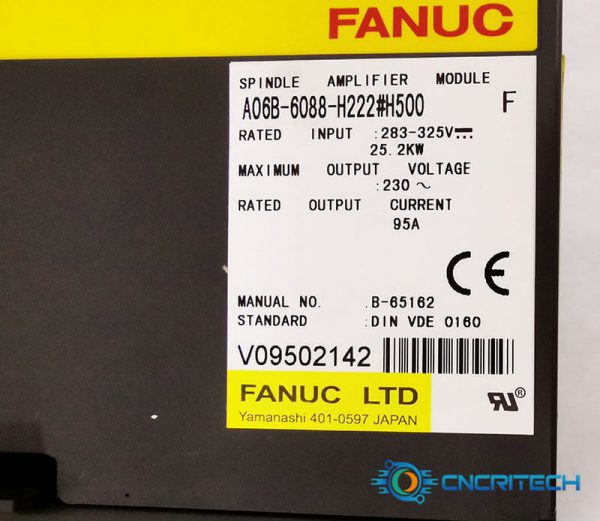 FANUC
SPINDLE AMPLIFIER MODULE
A06B-6088-H222#H500 F
RATED INPUT :283-325V⎓
25.2KW
MAXIMUM OUTPUT VOLTAGE
:230 ~
RATED OUTPUT CURRENT
95A
CE
MANUAL NO. :B-65162
STANDARD :DIN VDE 0160
V09502142
FANUC LTD
Yamanashi 401-0597 JAPAN
RU®
CNCRITECH